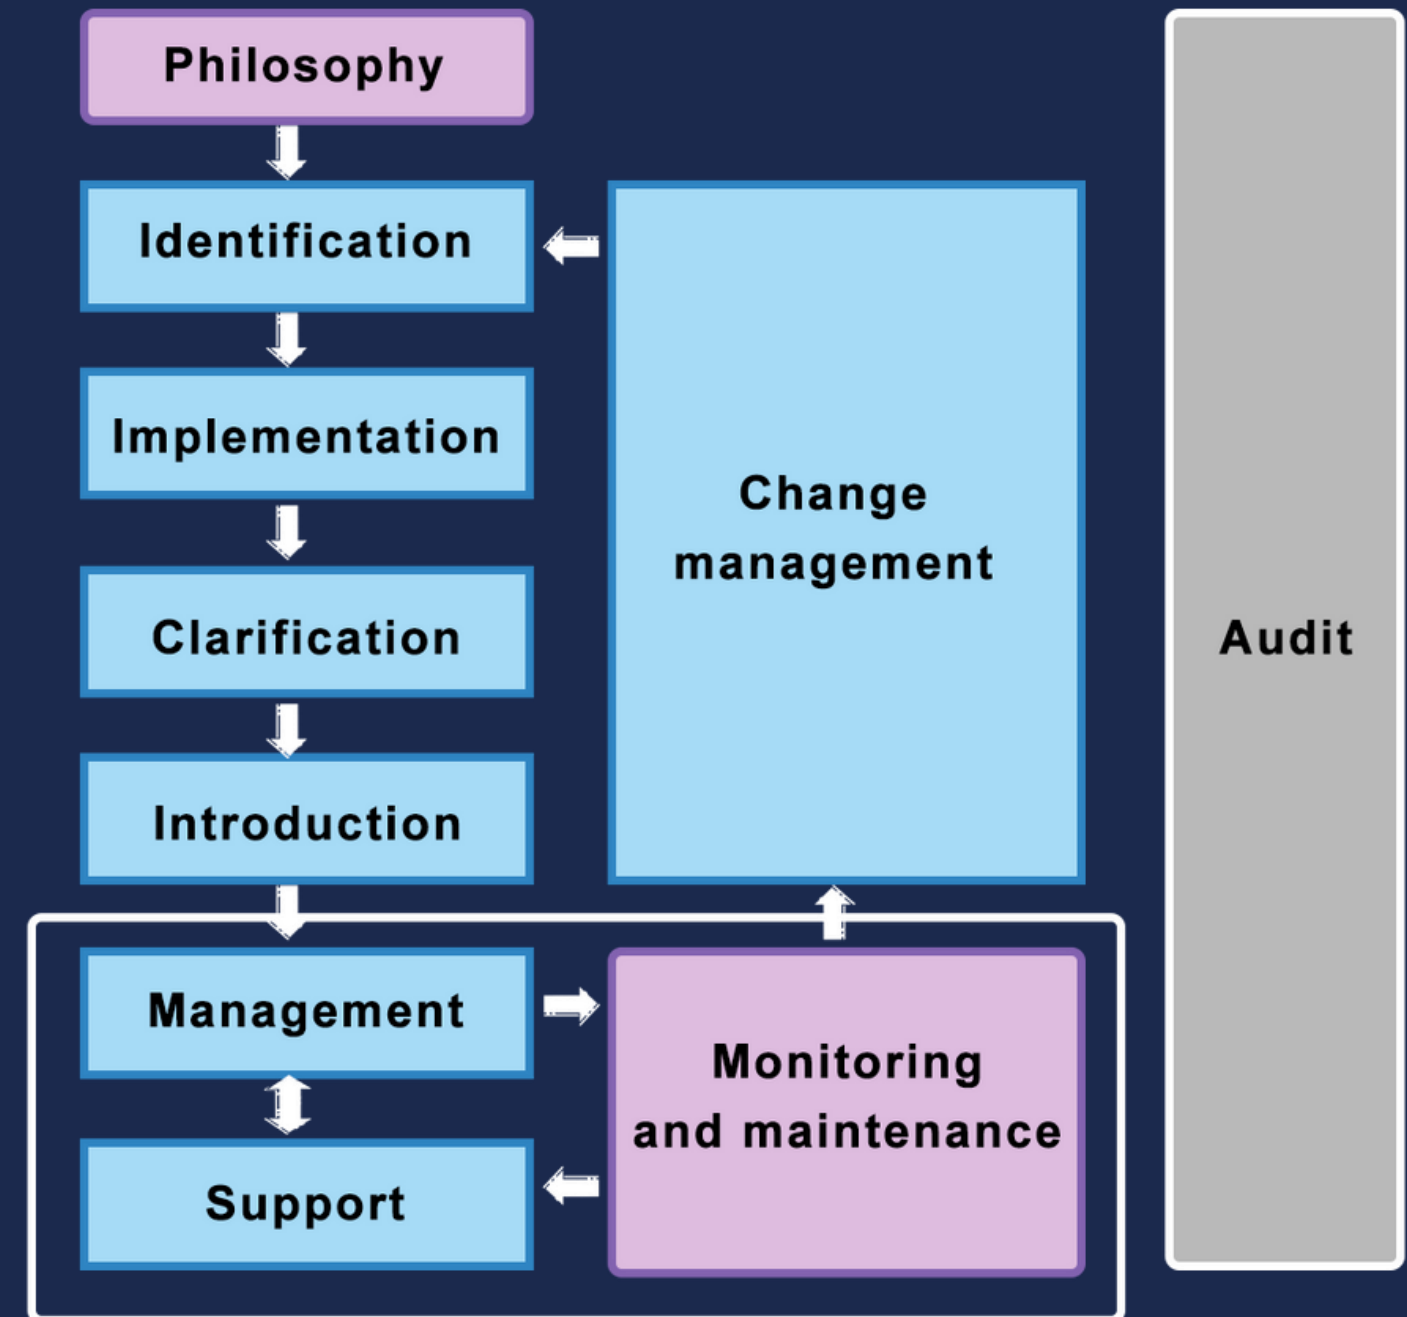 Philosophy
Identification
Implementation
Clarification
Introduction
Management
Support
Change
management
Monitoring
and maintenance
Audit